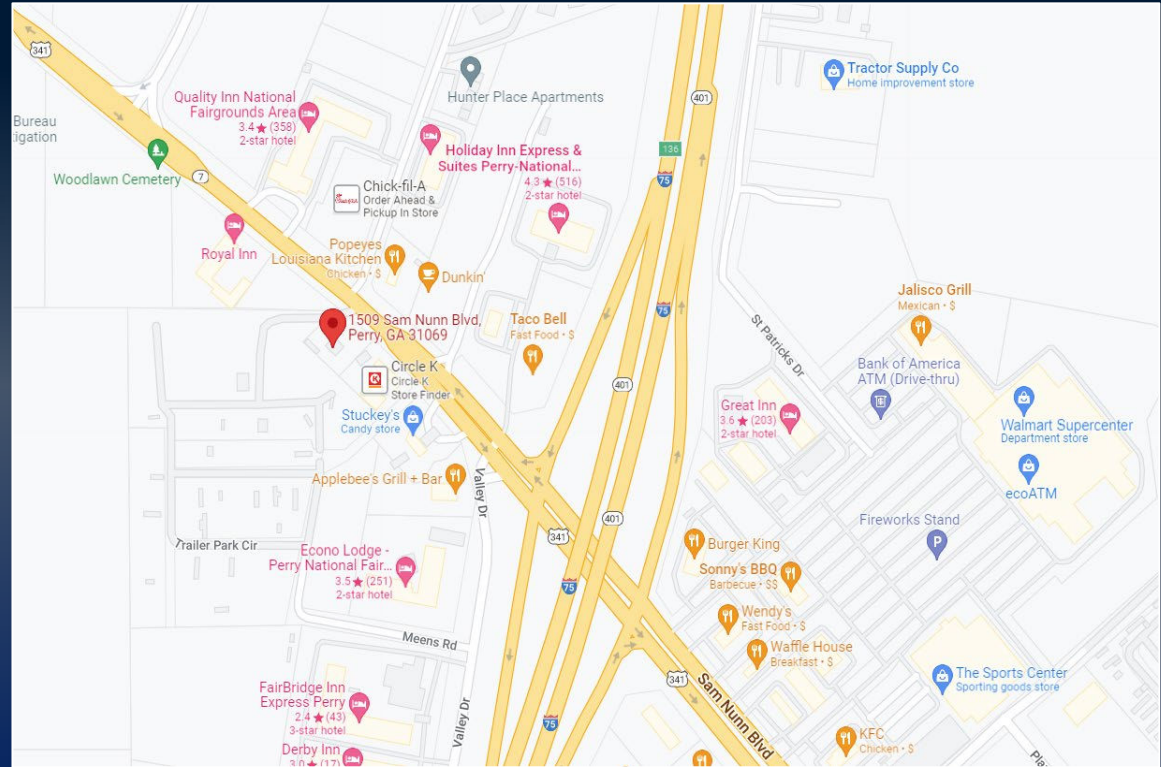 341
Bureau
tigation
Woodlawn Cemetery
7
Quality Inn National
Fairgrounds Area
3.4★(358)
2-star hotel
Hunter Place Apartments
401
Tractor Supply Co
Home improvement store
136
75
Holiday Inn Express &
Suites Perry-National...
4.3★(516)
2-star hotel
Chick-fil-A
Order Ahead &
Pickup In Store
Royal Inn
Popeyes
Louisiana Kitchen
Chicken • $
Dunkin'
1509 Sam Nunn Blvd,
Perry, GA 31069
Taco Bell
Fast Food • $
75
Jalisco Grill
Mexican • $
St Patricks Dr
Circle K
Circle K
Store Finder
401
Bank of America
ATM (Drive-thru)
Stuckey's
Candy store
Great Inn
3.6★(203)
2-star hotel
Walmart Supercenter
Department store
Applebee's Grill + Bar
Valley Dr
ecoATM
401
Fireworks Stand
P
341
Trailer Park Cir
Econo Lodge -
Perry National Fair...
3.5★(251)
2-star hotel
75
Burger King
Sonny's BBQ
Barbecue • $$
Wendy's
Fast Food • $
Meens Rd
Waffle House
Breakfast • $
341
The Sports Center
Sporting goods store
FairBridge Inn
Express Perry
2.4★(43)
3-star hotel
Valley Dr
75
Sam Nunn Blvd
KFC
Chicken • $
Derby Inn
3.0★(17)